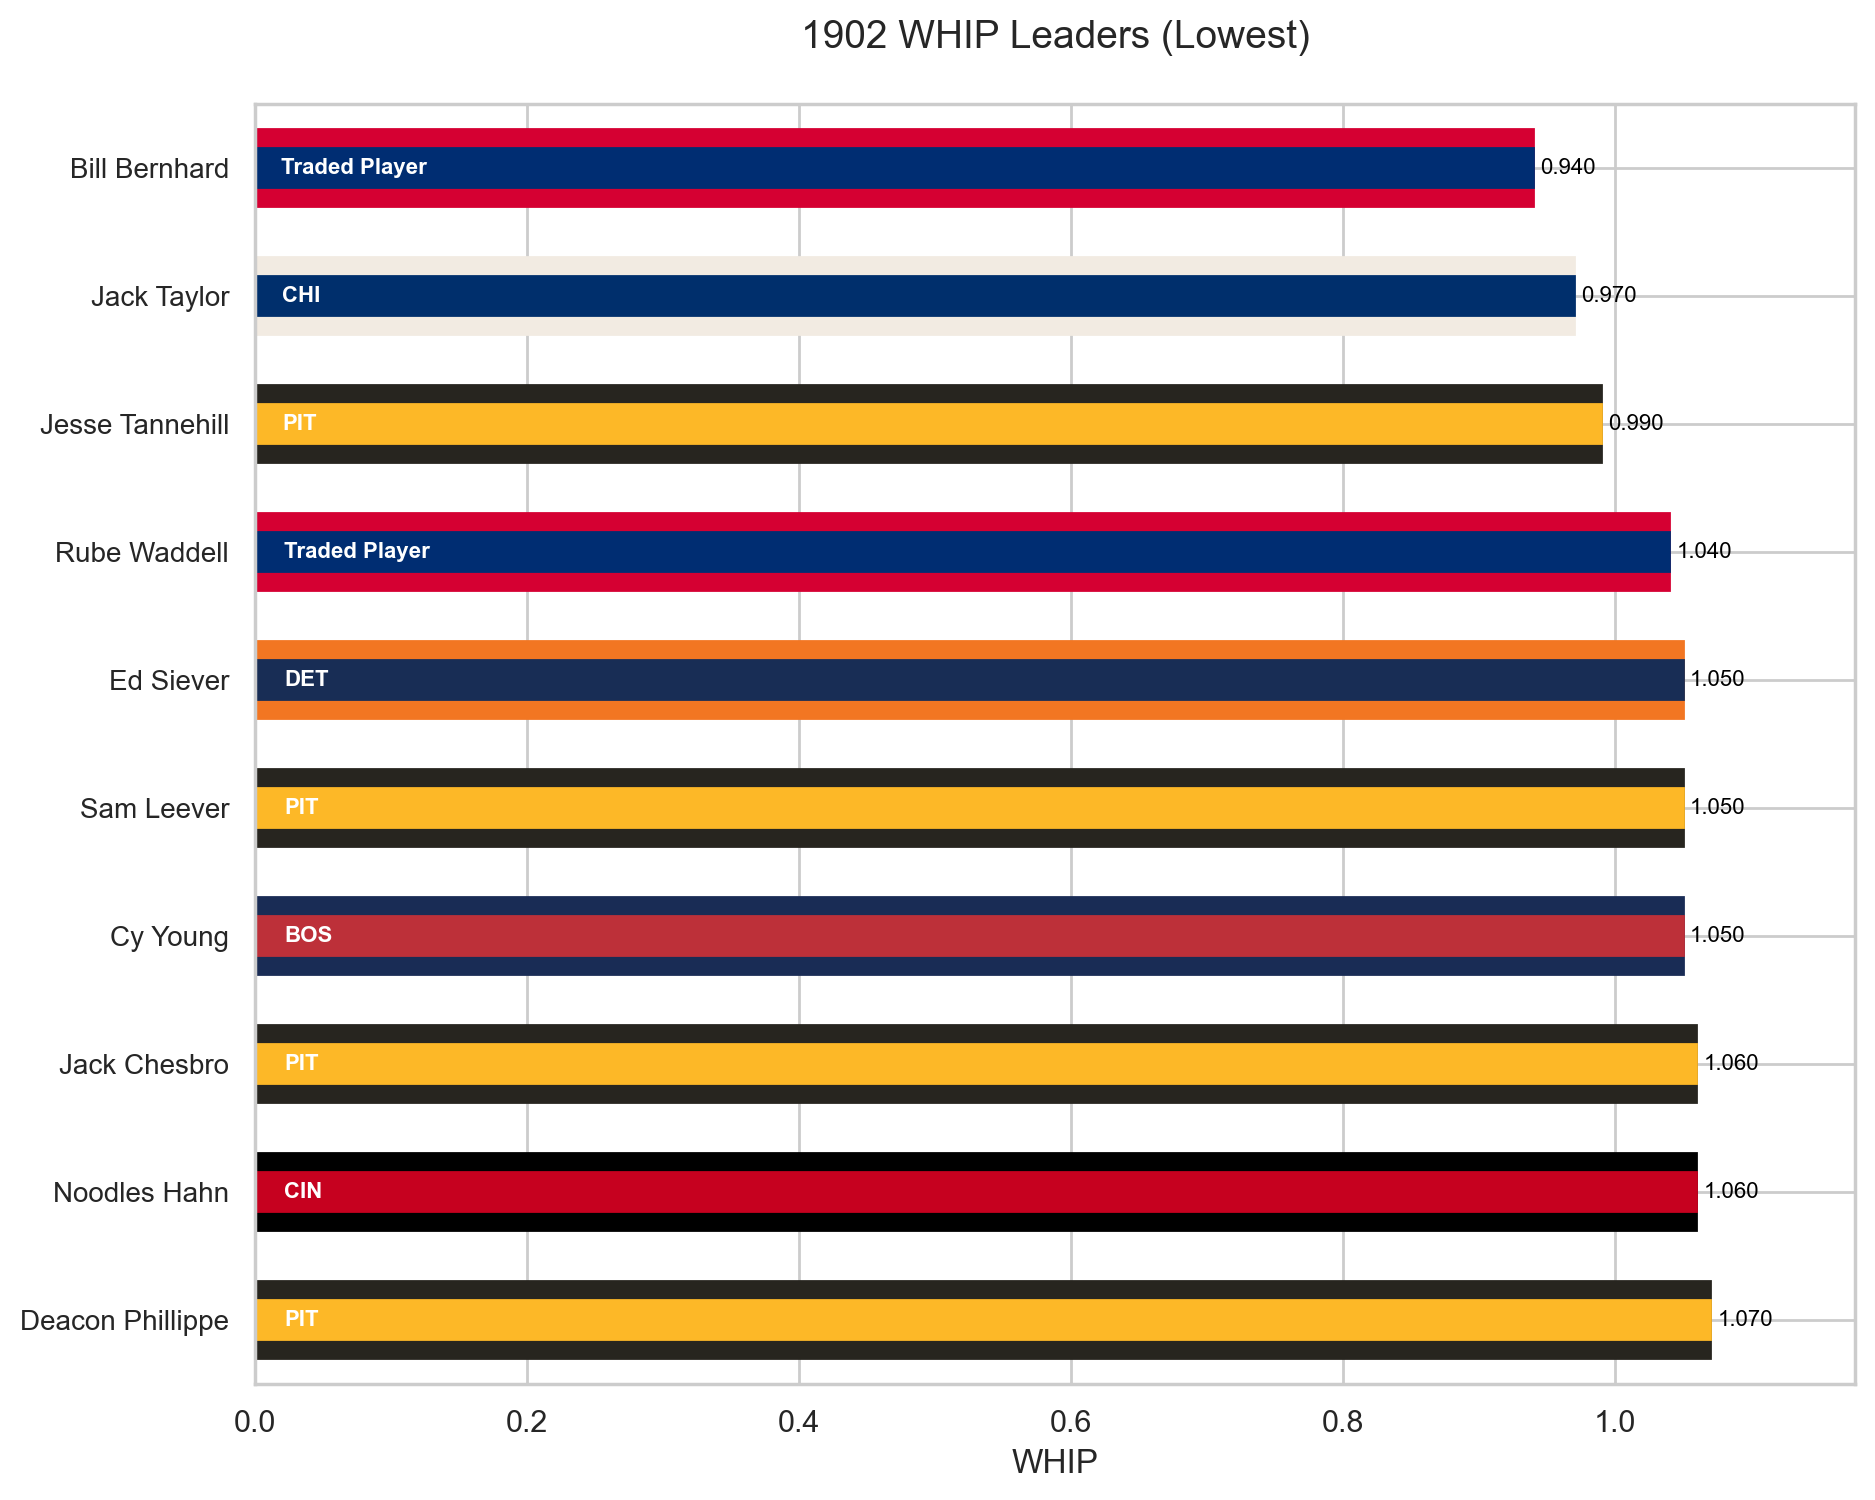 1902 WHIP Leaders (Lowest)
Bill Bernhard Traded Player 0.940
Jack Taylor CHI 0.970
Jesse Tannehill PIT 0.990
Rube Waddell Traded Player 1.040
Ed Siever DET 1.050
Sam Leever PIT 1.050
Cy Young BOS 1.050
Jack Chesbro PIT 1.060
Noodles Hahn CIN 1.060
Deacon Phillippe PIT 1.070
0.0 0.2 0.4 0.6 0.8 1.0
WHIP